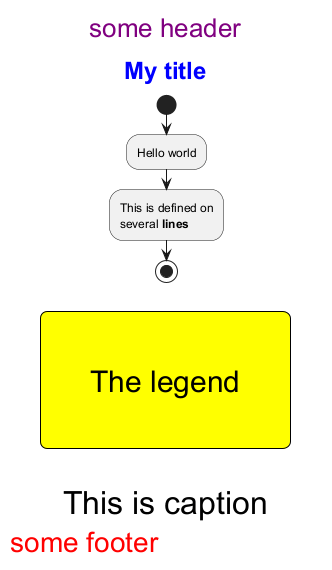 some header
My title
Hello world
This is defined on
several lines
The legend
This is caption
some footer